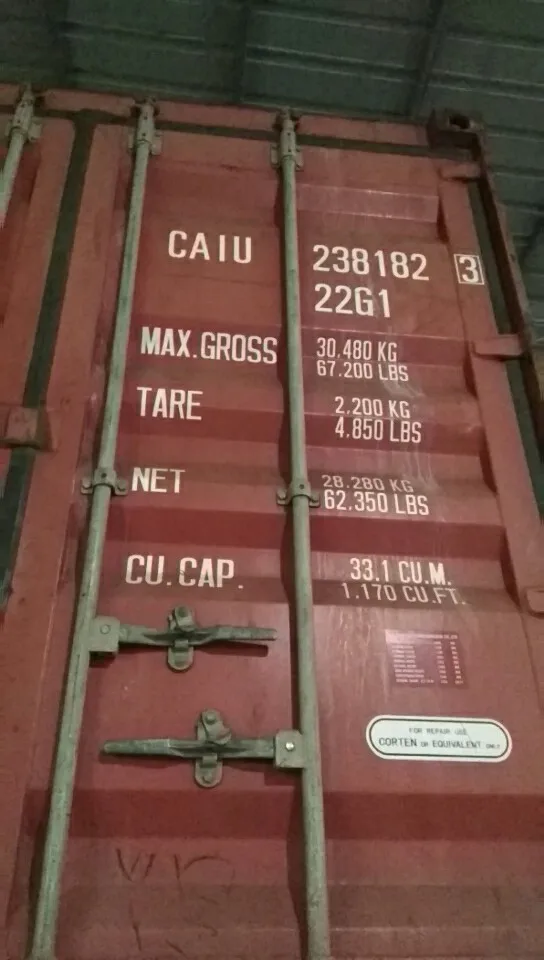 CAIU 238182 3
22G1
MAX.GROSS 30.480 KG
67.200 LBS
TARE 2.200 KG
4.850 LBS
NET 28.280 KG
62.350 LBS
CU.CAP. 33.1 CU.M.
1.170 CU.FT.
FOR REPAIR USE
CORTEN OR EQUIVALENT ONLY